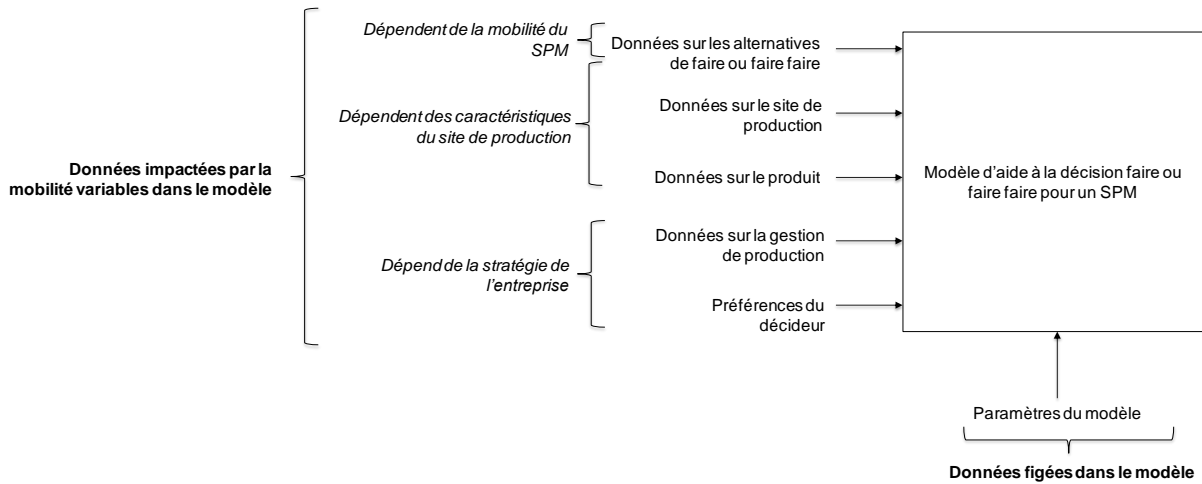 Données impactées par la
mobilité variables dans le modèle
Dépendent de la mobilité du
SPM
Dépendent des caractéristiques
du site de production
Dépend de la stratégie de
l'entreprise
Données sur les alternatives
de faire ou faire faire
Données sur le site de
production
Données sur le produit
Données sur la gestion
de production
Préférences du
décideur
Modèle d'aide à la décision faire ou
faire faire pour un SPM
Paramètres du modèle
Données figées dans le modèle